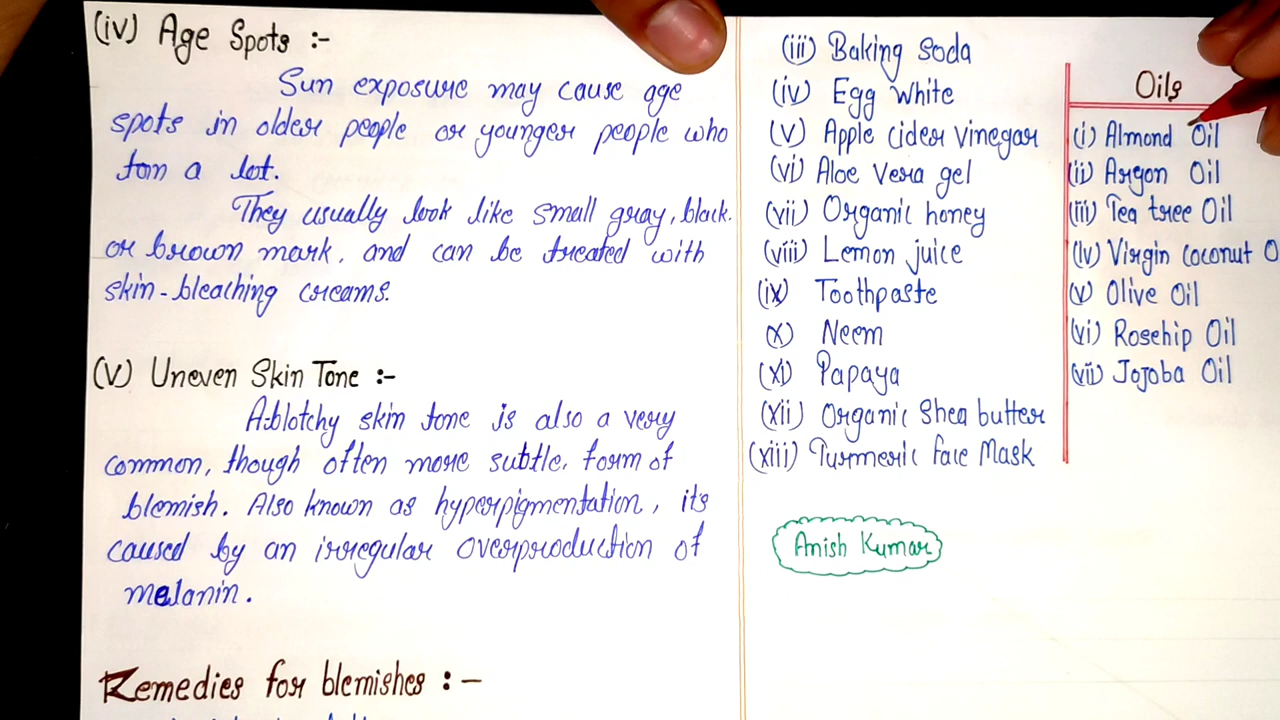 (iv) Age Spots :-
Sun exposure may cause age
spots in older people or younger people who
tan a lot.
They usually look like small gray, black.
or brown mark, and can be treated with
skin-bleaching creams.
(v) Uneven Skin Tone :-
A blotchy skin tone is also a very
common, though often more subtle, form of
blemish. Also known as hyperpigmentation, its
caused by an irregular overproduction of
melanin.
Remedies for blemishes :-
(iii) Baking Soda
(iv) Egg White
(v) Apple cider vinegar
(vi) Aloe Vera gel
(vii) Organic honey
(viii) Lemon juice
(ix) Toothpaste
(x) Neem
(xi) Papaya
(xii) Organic Shea butter
(xiii) Turmeric face Mask
Anish Kumar
Oils
(i) Almond Oil
(ii) Argon Oil
(iii) Tea tree Oil
(iv) Virgin coconut O
(v) Olive Oil
(vi) Rosehip Oil
(vii) Jojoba Oil